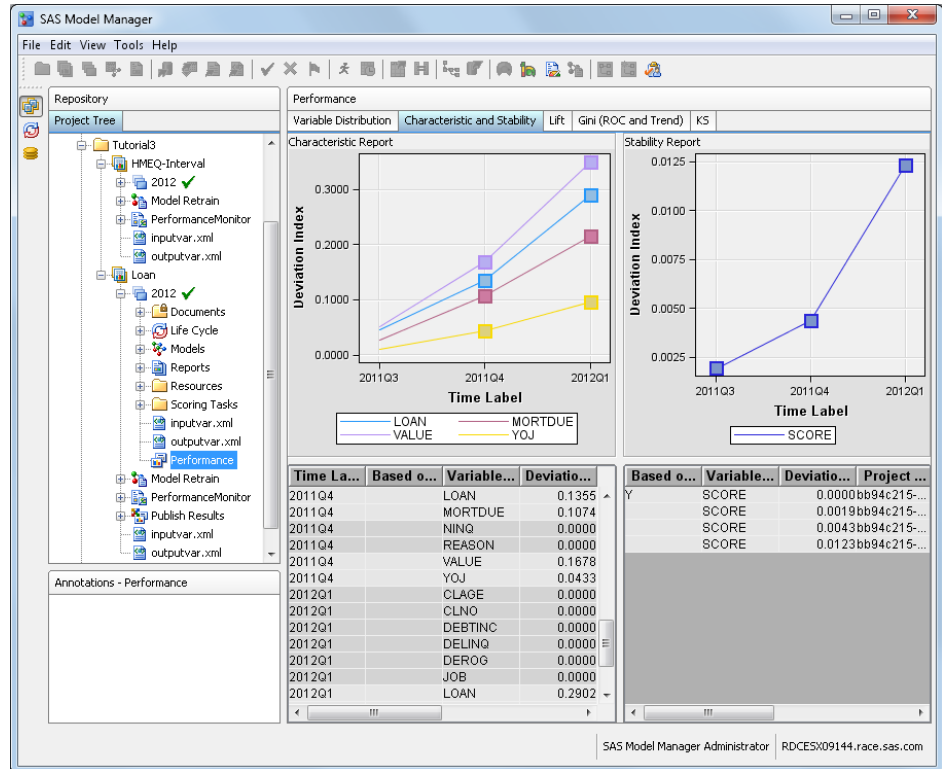 SAS Model Manager
File Edit View Tools Help
Repository
Project Tree
Tutorial3
HMEQ-Interval
2012
Model Retrain
PerformanceMonitor
inputvar.xml
outputvar.xml
Loan
2012
Documents
Life Cycle
Models
Reports
Resources
Scoring Tasks
inputvar.xml
outputvar.xml
Performance
Model Retrain
PerformanceMonitor
Publish Results
inputvar.xml
outputvar.xml
Annotations - Performance
Performance
Variable Distribution Characteristic and Stability Lift Gini (ROC and Trend) KS
Characteristic Report
Deviation Index
0.3000
0.2000
0.1000
0.0000
2011Q3 2011Q4 2012Q1
Time Label
LOAN MORTDUE
VALUE YOJ
Stability Report
Deviation Index
0.0125
0.0100
0.0075
0.0050
0.0025
2011Q3 2011Q4 2012Q1
Time Label
SCORE
Time La... Based o... Variable... Deviatio...
2011Q4 LOAN 0.1355
2011Q4 MORTDUE 0.1074
2011Q4 NINQ 0.0000
2011Q4 REASON 0.0000
2011Q4 VALUE 0.1678
2011Q4 YOJ 0.0433
2012Q1 CLAGE 0.0000
2012Q1 CLNO 0.0000
2012Q1 DEBTINC 0.0000
2012Q1 DELINQ 0.0000
2012Q1 DEROG 0.0000
2012Q1 JOB 0.0000
2012Q1 LOAN 0.2902
Based o... Variable... Deviatio... Project ...
Y SCORE 0.0000 bb94c215-...
SCORE 0.0019 bb94c215-...
SCORE 0.0043 bb94c215-...
SCORE 0.0123 bb94c215-...
SAS Model Manager Administrator RDCESX09144.race.sas.com